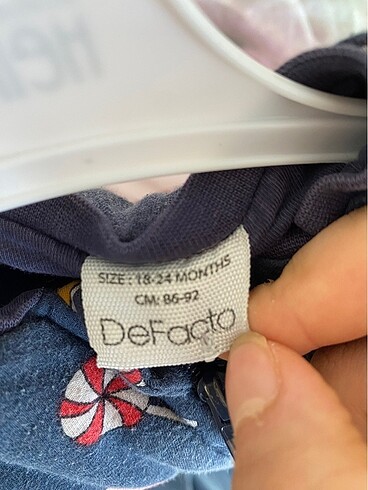 SIZE : 18-24 MONTHS
CM: 86-92
DeFacto